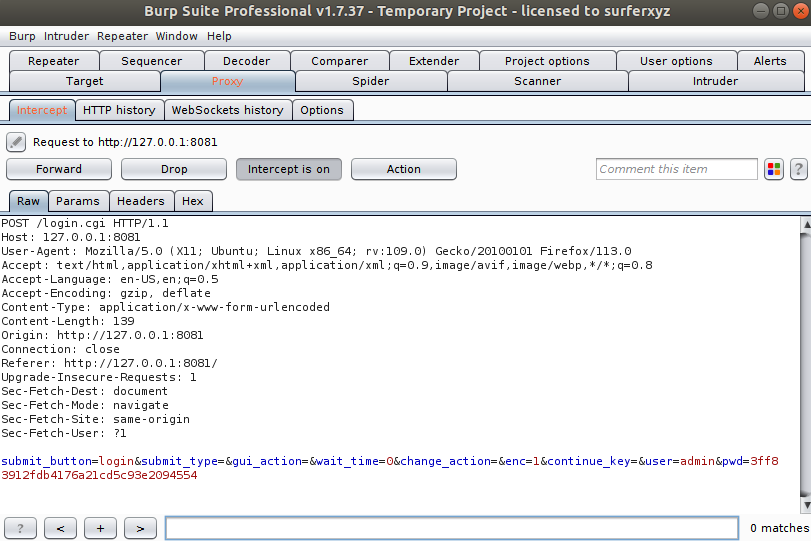 Burp Suite Professional v1.7.37 - Temporary Project - licensed to surferxyz
Burp Intruder Repeater Window Help
Repeater Sequencer Decoder Comparer Extender Project options User options Alerts
Target Proxy Spider Scanner Intruder
Intercept HTTP history WebSockets history Options
Request to http://127.0.0.1:8081
Forward Drop Intercept is on Action Comment this item ?
Raw Params Headers Hex
POST /login.cgi HTTP/1.1
Host: 127.0.0.1:8081
User-Agent: Mozilla/5.0 (X11; Ubuntu; Linux x86_64; rv:109.0) Gecko/20100101 Firefox/113.0
Accept: text/html,application/xhtml+xml,application/xml;q=0.9,image/avif,image/webp,*/*;q=0.8
Accept-Language: en-US,en;q=0.5
Accept-Encoding: gzip, deflate
Content-Type: application/x-www-form-urlencoded
Content-Length: 139
Origin: http://127.0.0.1:8081
Connection: close
Referer: http://127.0.0.1:8081/
Upgrade-Insecure-Requests: 1
Sec-Fetch-Dest: document
Sec-Fetch-Mode: navigate
Sec-Fetch-Site: same-origin
Sec-Fetch-User: ?1
submit_button=login&submit_type=&gui_action=&wait_time=0&change_action=&enc=1&continue_key=&user=admin&pwd=3ff8
3912fdb4176a21cd5c93e2094554
? < + > 0 matches